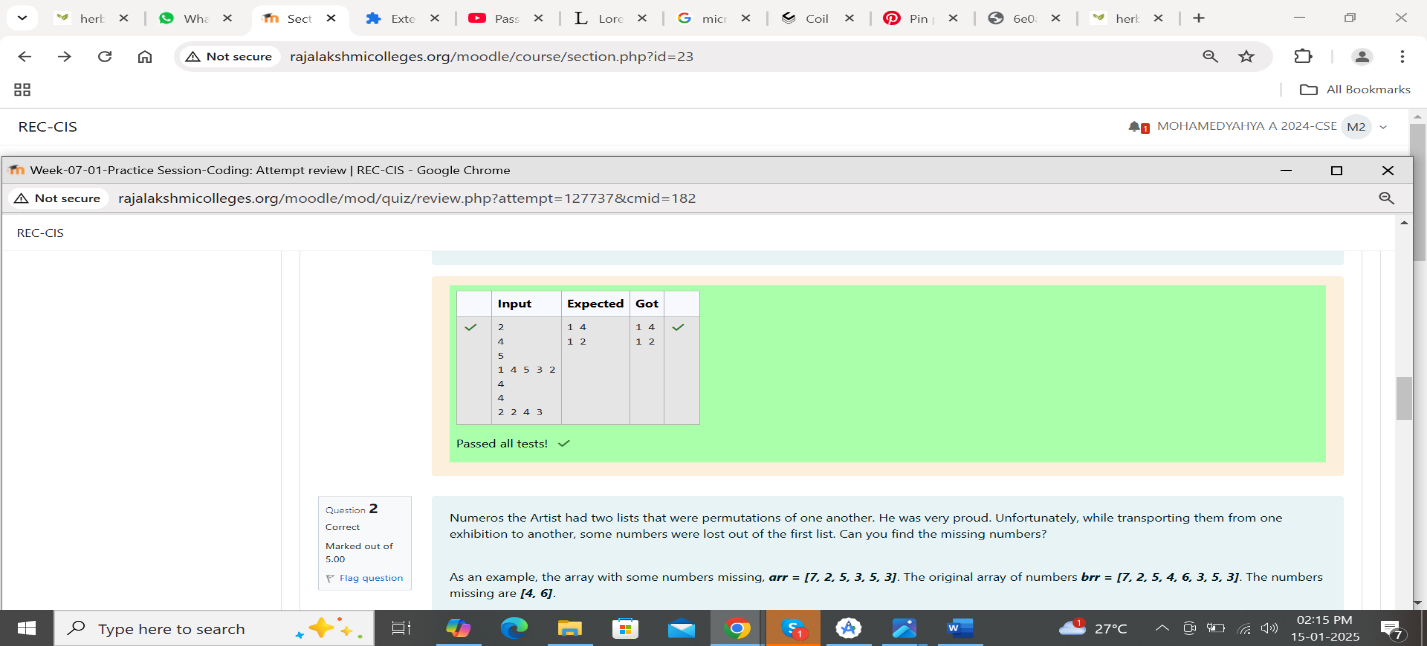 herb
Wha
Sect
Exte
Pass
Lore
micr
Coil
Pin
6e0
herb
Not secure
rajalakshmicolleges.org/moodle/course/section.php?id=23
All Bookmarks
REC-CIS
1
MOHAMEDYAHYA A 2024-CSE
M2
Week-07-01-Practice Session-Coding: Attempt review | REC-CIS - Google Chrome
Not secure
rajalakshmicolleges.org/moodle/mod/quiz/review.php?attempt=127737&cmid=182
REC-CIS
Input Expected Got
2 1 4 1 4
4 1 2 1 2
5
1 4 5 3 2
4
4
2 2 4 3
Passed all tests!
Question 2
Correct
Marked out of
5.00
Flag question
Numeros the Artist had two lists that were permutations of one another. He was very proud. Unfortunately, while transporting them from one
exhibition to another, some numbers were lost out of the first list. Can you find the missing numbers?
As an example, the array with some numbers missing, arr = [7, 2, 5, 3, 5, 3]. The original array of numbers brr = [7, 2, 5, 4, 6, 3, 5, 3]. The numbers
missing are [4, 6].
Type here to search
1
1
27°C
02:15 PM
15-01-2025
7